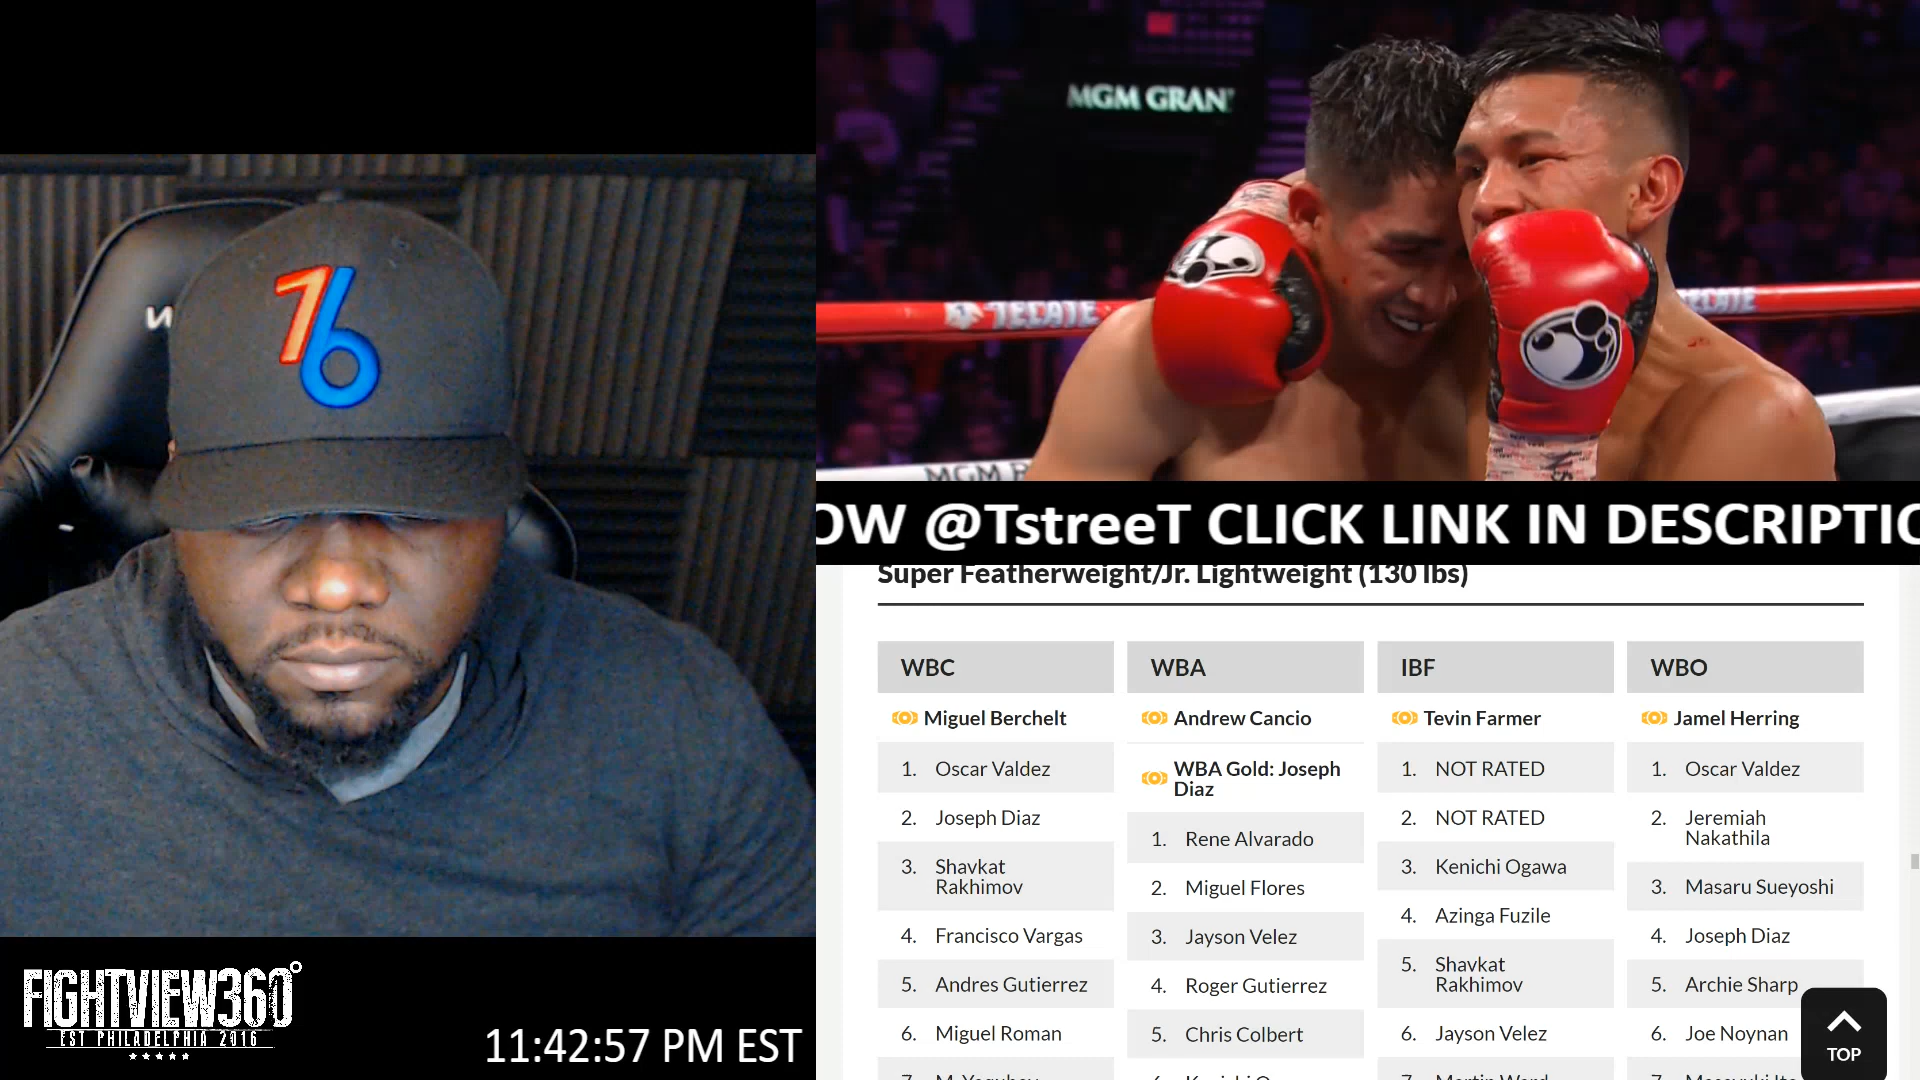 76
MGM GRAN
TECATE
TECATE
OW @TstreeT CLICK LINK IN DESCRIPTIO
Super Featherweight/Jr. Lightweight (130 lbs)
WBC
Miguel Berchelt
1. Oscar Valdez
2. Joseph Diaz
3. Shavkat
Rakhimov
4. Francisco Vargas
5. Andres Gutierrez
6. Miguel Roman
WBA
Andrew Cancio
WBA Gold: Joseph
Diaz
1. Rene Alvarado
2. Miguel Flores
3. Jayson Velez
4. Roger Gutierrez
5. Chris Colbert
IBF
Tevin Farmer
1. NOT RATED
2. NOT RATED
3. Kenichi Ogawa
4. Azinga Fuzile
5. Shavkat
Rakhimov
6. Jayson Velez
WBO
Jamel Herring
1. Oscar Valdez
2. Jeremiah
Nakathila
3. Masaru Sueyoshi
4. Joseph Diaz
5. Archie Sharp
6. Joe Noynan
TOP
FIGHTVIEW360°
EST PHILADELPHIA 2016
11:42:57 PM EST